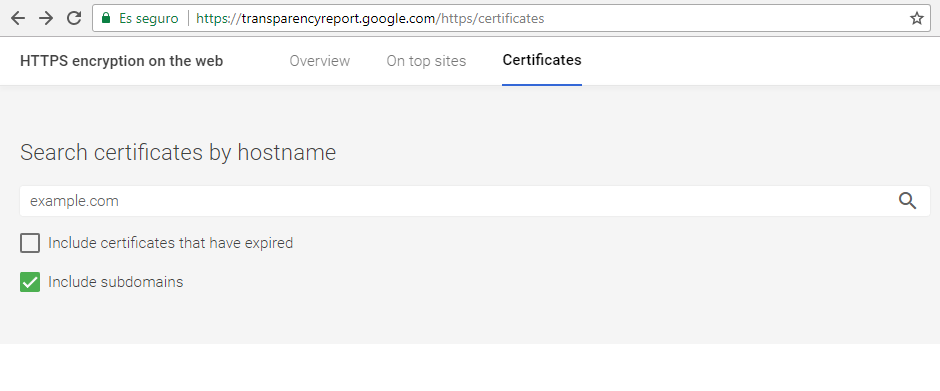 Es seguro https://transparencyreport.google.com/https/certificates
HTTPS encryption on the web Overview On top sites Certificates
Search certificates by hostname
example.com
Include certificates that have expired
Include subdomains